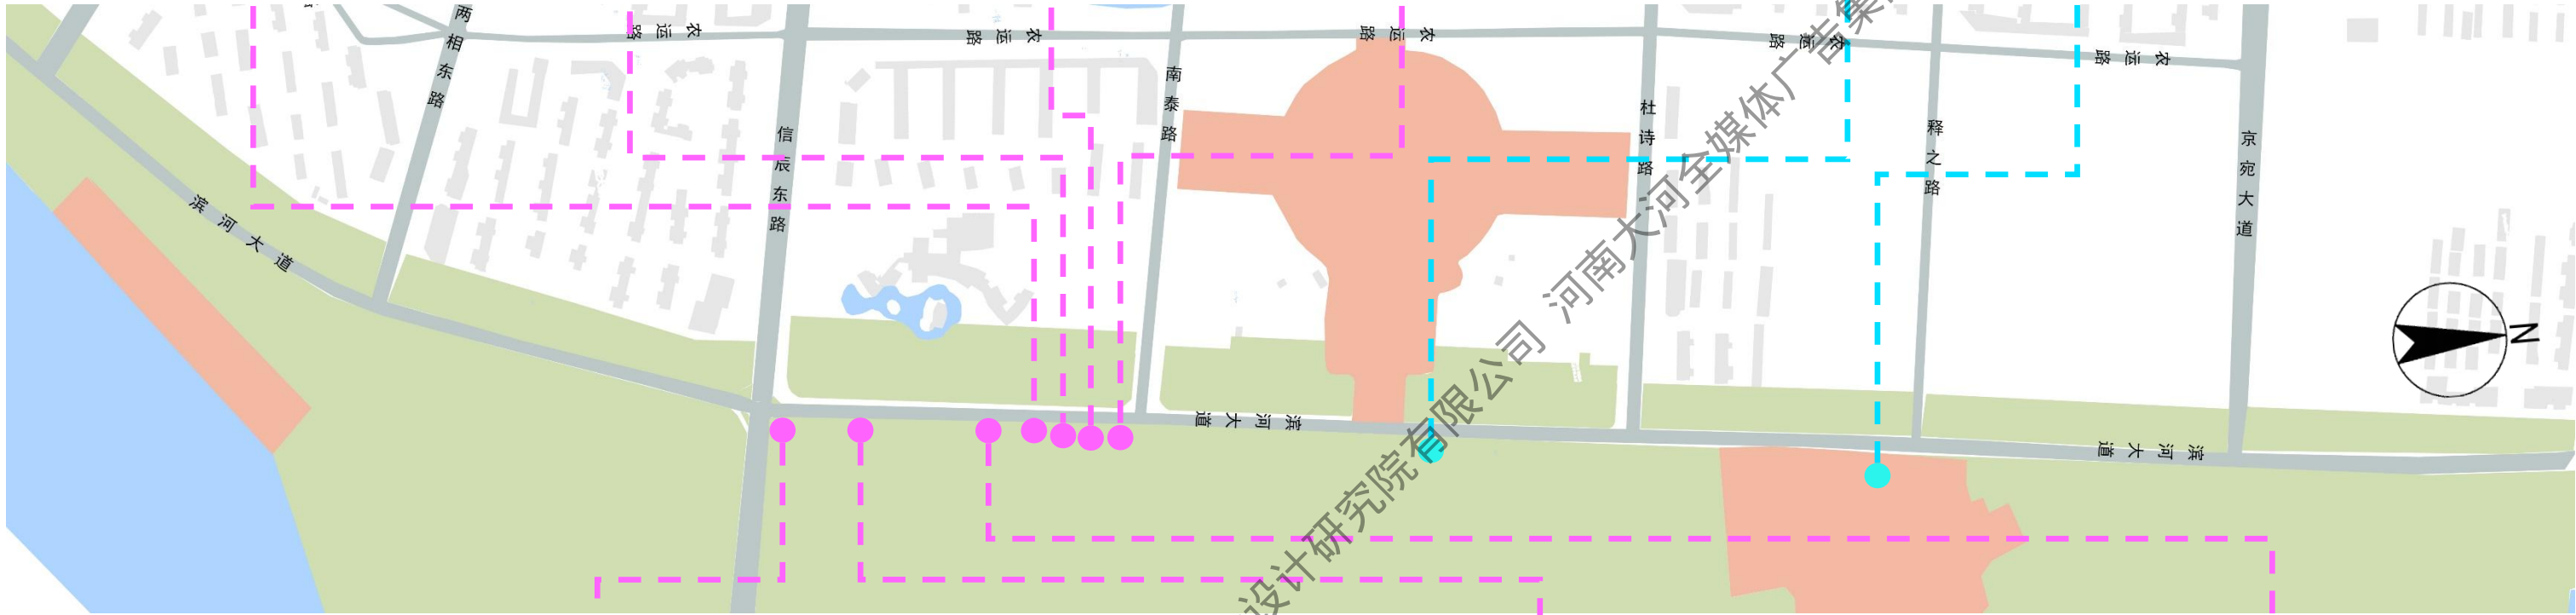 两相东路
农运路
农运路
农运路
农运路
农运路
南泰路
信辰东路
杜诗路
释之路
京宛大道
滨河大道
滨河大道
滨河大道
N
设计研究院有限公司 河南大河全媒体广告集